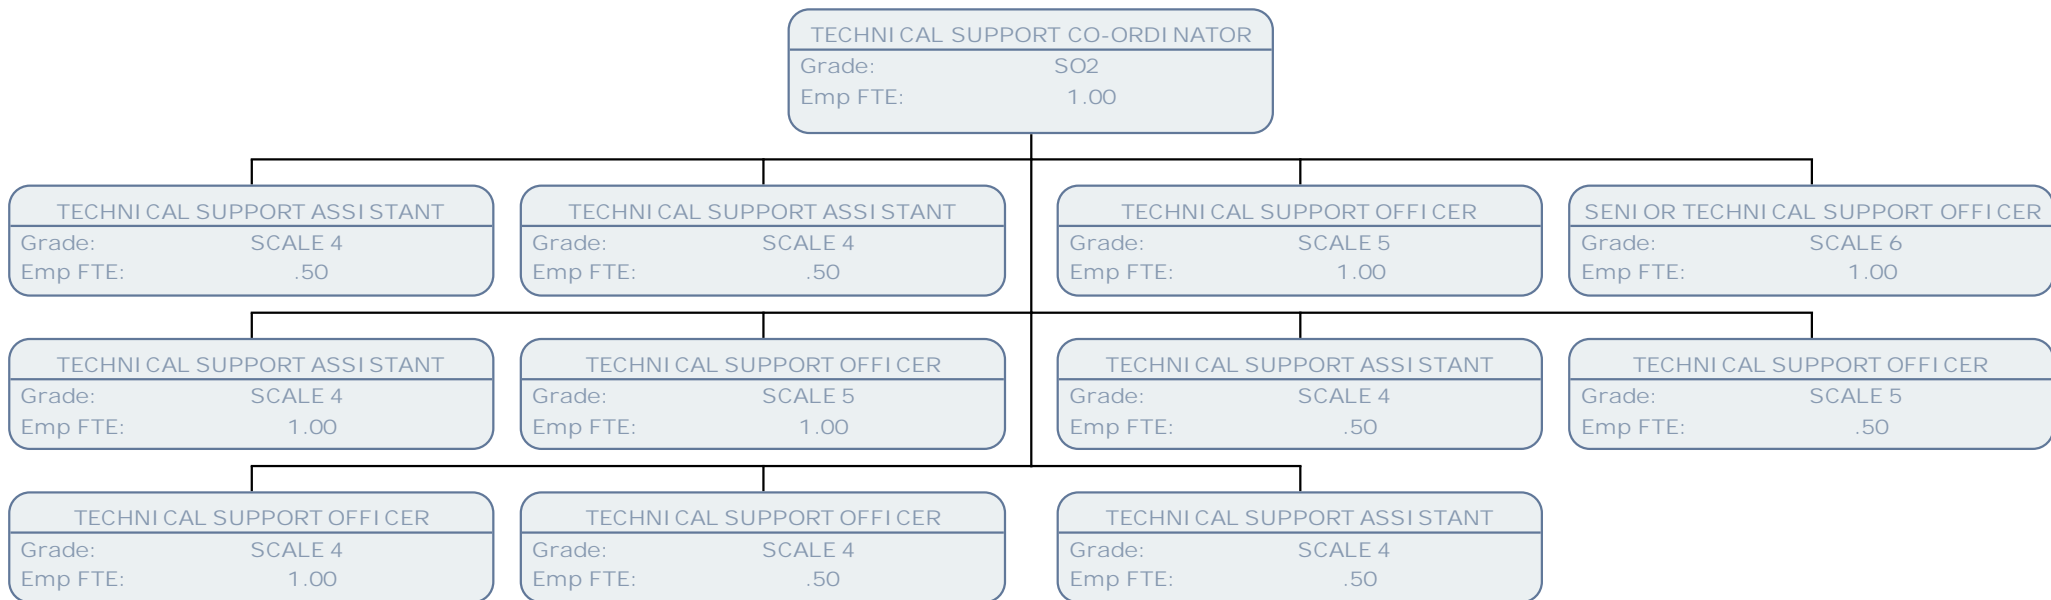 TECHNICAL SUPPORT CO-ORDINATOR
Grade: SO2
Emp FTE: 1.00
TECHNICAL SUPPORT ASSISTANT
Grade: SCALE 4
Emp FTE: .50
TECHNICAL SUPPORT ASSISTANT
Grade: SCALE 4
Emp FTE: .50
TECHNICAL SUPPORT OFFICER
Grade: SCALE 5
Emp FTE: 1.00
SENIOR TECHNICAL SUPPORT OFFICER
Grade: SCALE 6
Emp FTE: 1.00
TECHNICAL SUPPORT ASSISTANT
Grade: SCALE 4
Emp FTE: 1.00
TECHNICAL SUPPORT OFFICER
Grade: SCALE 5
Emp FTE: 1.00
TECHNICAL SUPPORT ASSISTANT
Grade: SCALE 4
Emp FTE: .50
TECHNICAL SUPPORT OFFICER
Grade: SCALE 5
Emp FTE: .50
TECHNICAL SUPPORT OFFICER
Grade: SCALE 4
Emp FTE: 1.00
TECHNICAL SUPPORT OFFICER
Grade: SCALE 4
Emp FTE: .50
TECHNICAL SUPPORT ASSISTANT
Grade: SCALE 4
Emp FTE: .50